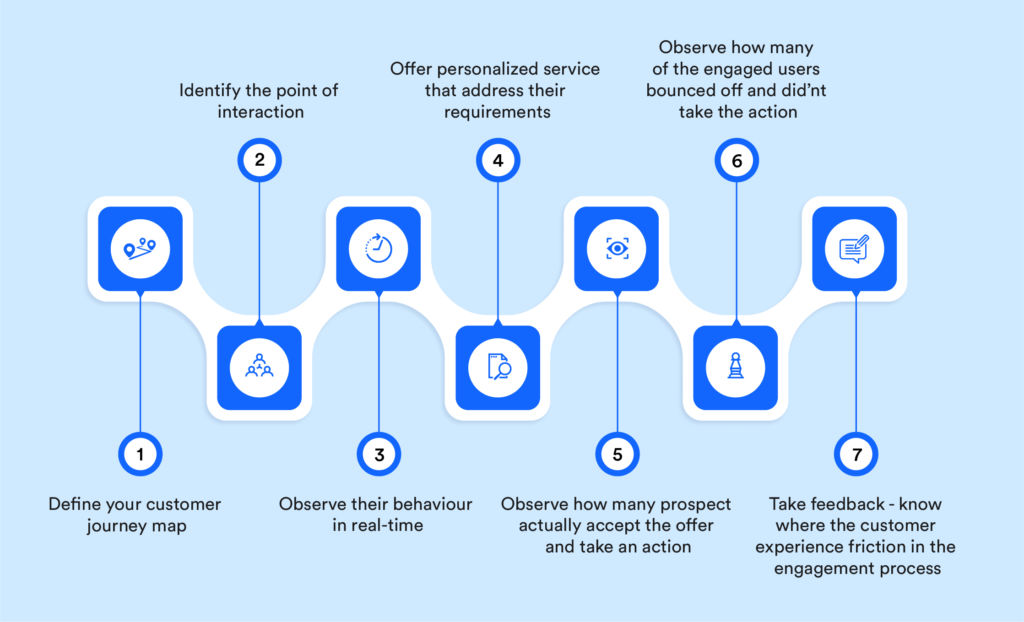 1
Define your customer
journey map
2
Identify the point of
interaction
3
Observe their behaviour
in real-time
4
Offer personalized service
that address their
requirements
5
Observe how many prospect
actually accept the offer
and take an action
6
Observe how many
of the engaged users
bounced off and did’nt
take the action
7
Take feedback - know
where the customer
experience friction in the
engagement process